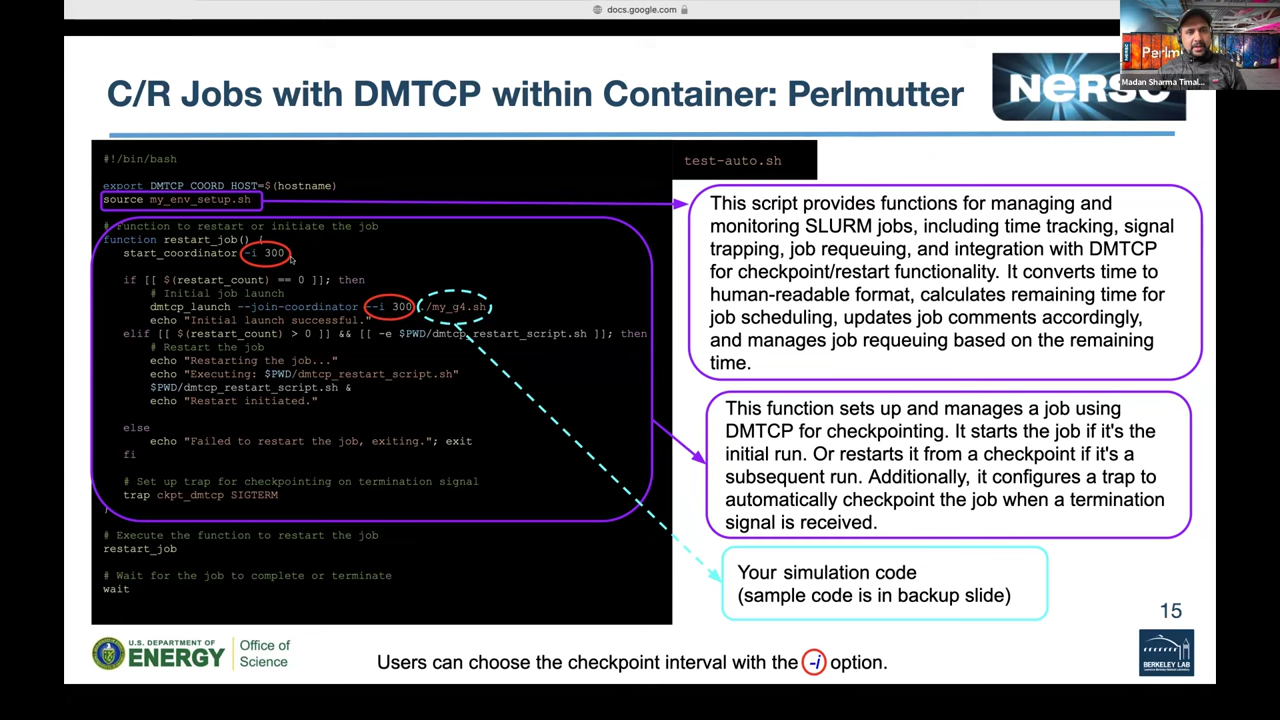 docs.google.com
Perlm
Madan Sharma Timal...
C/R Jobs with DMTCP within Container: Perlmutter
NERSC
#!/bin/bash
test-auto.sh
export DMTCP_COORD_HOST=$(hostname)
source my_env_setup.sh
# Function to restart or initiate the job
function restart_job() {
start_coordinator -i 300
if [[ $(restart_count) == 0 ]]; then
# Initial job launch
dmtcp_launch --join-coordinator --i 300 ./my_g4.sh
echo "Initial launch successful."
elif [[ $(restart_count) > 0 ]] && [[ -e $PWD/dmtcp_restart_script.sh ]]; then
# Restart the job
echo "Restarting the job..."
echo "Executing: $PWD/dmtcp_restart_script.sh"
$PWD/dmtcp_restart_script.sh &
echo "Restart initiated."
else
echo "Failed to restart the job, exiting."; exit
fi
# Set up trap for checkpointing on termination signal
trap ckpt_dmtcp SIGTERM
}
# Execute the function to restart the job
restart_job
# Wait for the job to complete or terminate
wait
This script provides functions for managing and
monitoring SLURM jobs, including time tracking, signal
trapping, job requeuing, and integration with DMTCP
for checkpoint/restart functionality. It converts time to
human-readable format, calculates remaining time for
job scheduling, updates job comments accordingly,
and manages job requeuing based on the remaining
time.
This function sets up and manages a job using
DMTCP for checkpointing. It starts the job if it's the
initial run. Or restarts it from a checkpoint if it's a
subsequent run. Additionally, it configures a trap to
automatically checkpoint the job when a termination
signal is received.
Your simulation code
(sample code is in backup slide)
15
U.S. DEPARTMENT OF
ENERGY
Office of
Science
Users can choose the checkpoint interval with the -i option.
BERKELEY LAB